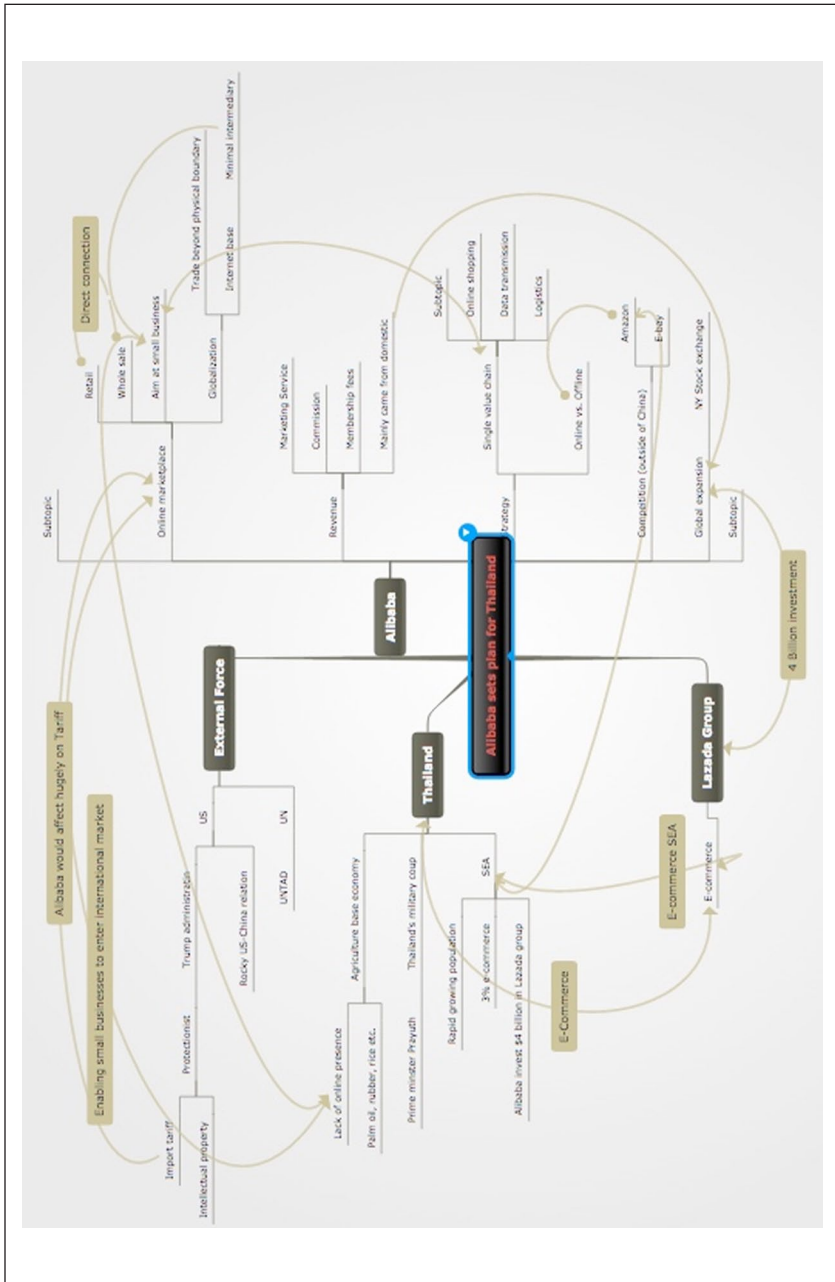 Alibaba sets plan for Thailand
External Force
US
Trump administratin
Protectionist
Import tariff
Intellectual property
Rocky US-China relation
UN
UNTAD
Thailand
Agriculture base economy
Lack of online presence
Palm oil, rubber, rice etc.
Thailand's military coup
Prime minster Prayuth
SEA
Rapid growing population
3% e-commerce
Alibaba invest $4 billion in Lazada group
Lazada Group
E-commerce
Alibaba
Subtopic
Online marketplace
Retail
Whole sale
Aim at small business
Globalization
Trade beyond physical boundary
Internet base
Minimal intermediary
Revenue
Marketing Service
Commission
Membership fees
Mainly came from domestic
trategy
Single value chain
Subtopic
Online shopping
Data transmission
Logistics
Online vs. Offline
Competition (outside of China)
Amazon
E-bay
Global expansion
NY Stock exchange
Subtopic
Alibaba would affect hugely on Tariff
Enabling small businesses to enter international market
Direct connection
E-Commerce
E-commerce SEA
4 Billion investment